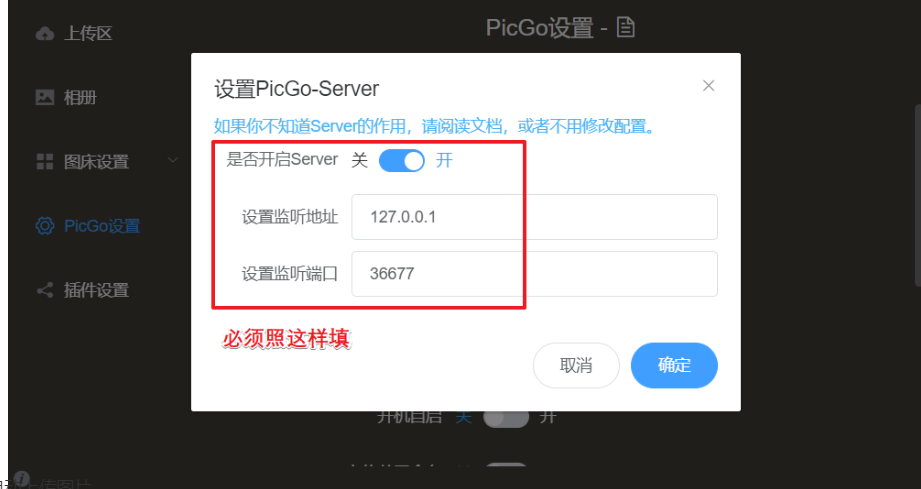 上传区
PicGo设置 -
相册
图床设置
PicGo设置
插件设置
设置PicGo-Server
如果你不知道Server的作用，请阅读文档，或者不用修改配置。
是否开启Server 关 开
设置监听地址 127.0.0.1
设置监听端口 36677
必须照这样填
取消 确定
开机自启 关 开
上传图片